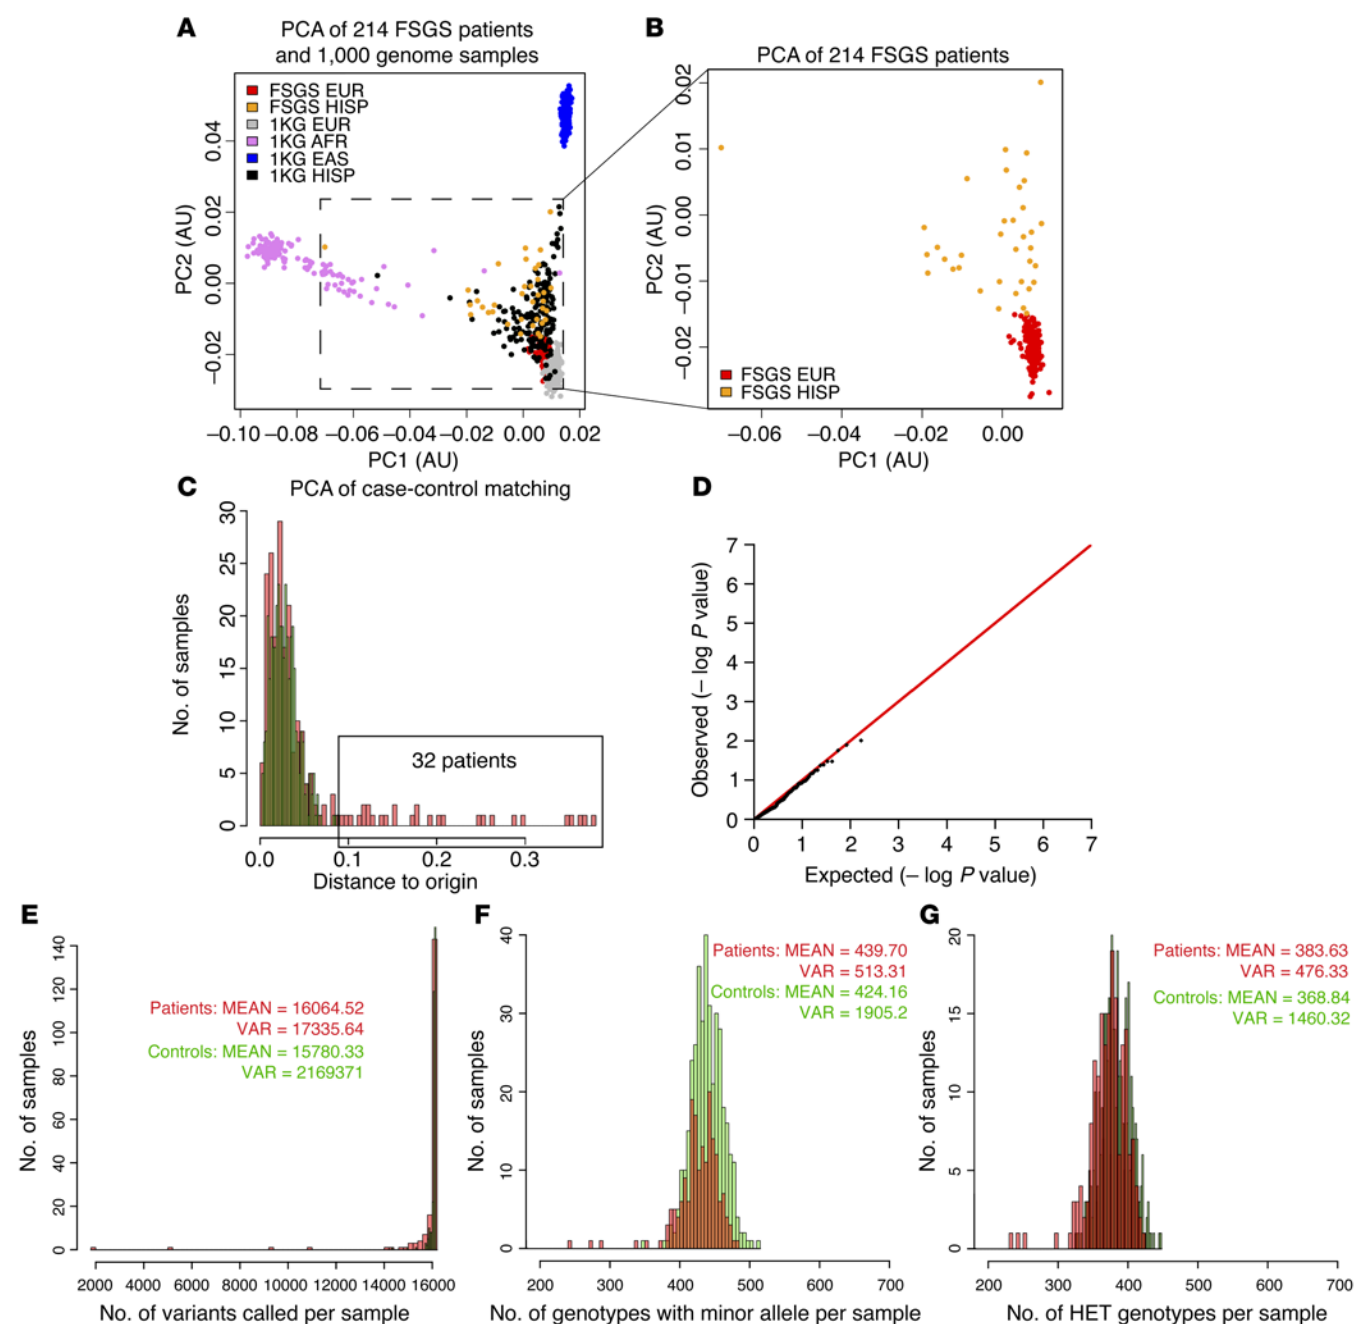 A
PCA of 214 FSGS patients
and 1,000 genome samples
FSGS EUR
FSGS HISP
1KG EUR
1KG AFR
1KG EAS
1KG HISP
PC2 (AU)
0.04
0.02
0.00
−0.02
−0.10 −0.08 −0.06 −0.04 −0.02 0.00 0.02
PC1 (AU)
B
PCA of 214 FSGS patients
PC2 (AU)
0.02
0.01
0.00
−0.01
−0.02
FSGS EUR
FSGS HISP
−0.06 −0.04 −0.02 0.00
PC1 (AU)
C
PCA of case-control matching
No. of samples
30
25
20
15
10
5
0
32 patients
0.0 0.1 0.2 0.3
Distance to origin
D
Observed (– log P value)
7
6
5
4
3
2
1
0
0 1 2 3 4 5 6 7
Expected (– log P value)
E
No. of samples
140
120
100
80
60
40
20
0
Patients: MEAN = 16064.52
VAR = 17335.64
Controls: MEAN = 15780.33
VAR = 2169371
2000 4000 6000 8000 10000 12000 14000 16000
No. of variants called per sample
F
No. of samples
40
30
20
10
0
Patients: MEAN = 439.70
VAR = 513.31
Controls: MEAN = 424.16
VAR = 1905.2
200 300 400 500 600 700
No. of genotypes with minor allele per sample
G
No. of samples
20
15
10
5
0
Patients: MEAN = 383.63
VAR = 476.33
Controls: MEAN = 368.84
VAR = 1460.32
200 300 400 500 600 700
No. of HET genotypes per sample